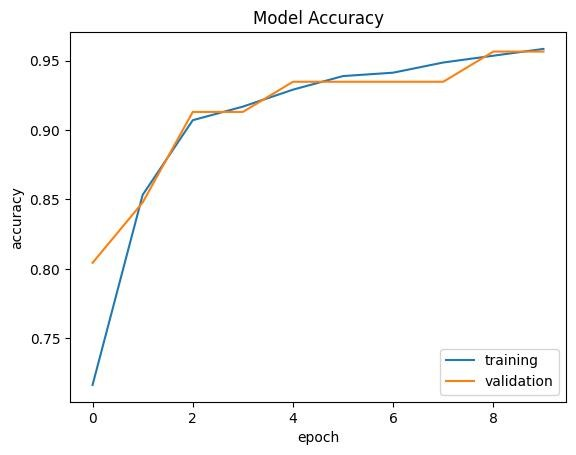 Model Accuracy
0.95
0.90
0.85
0.80
0.75
accuracy
training
validation
0 2 4 6 8
epoch